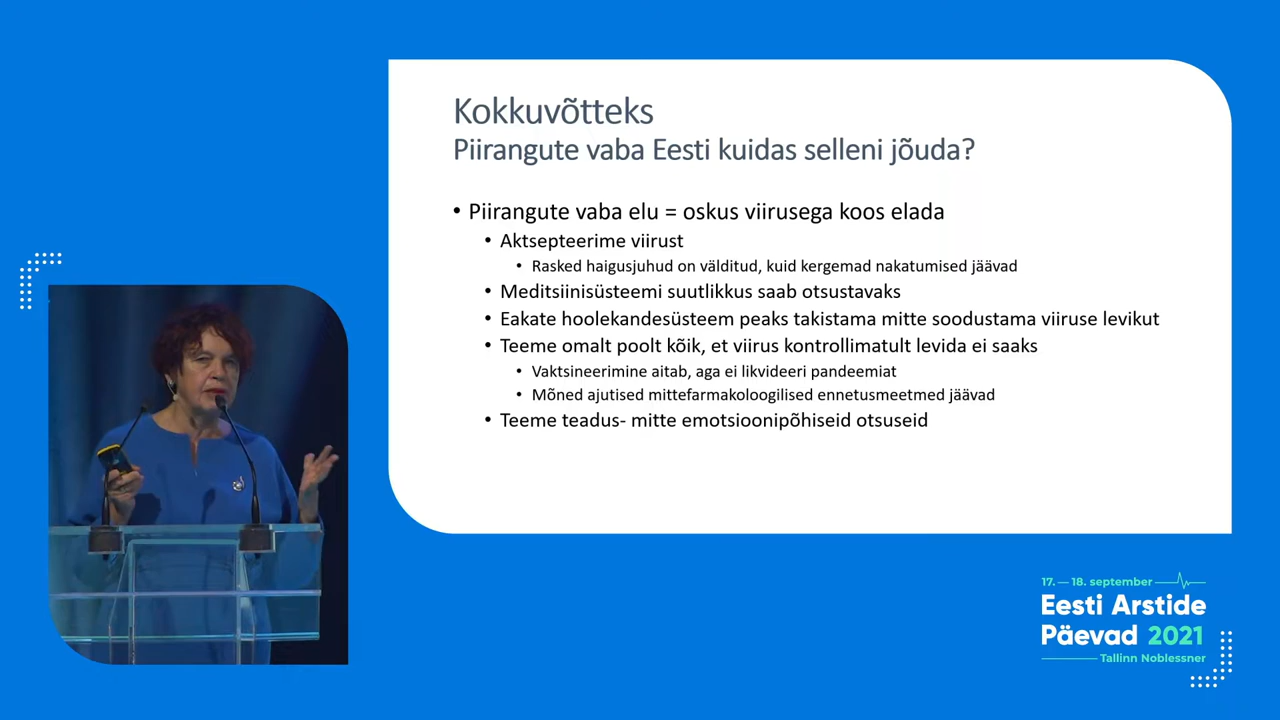 Kokkuvõtteks
Piirangute vaba Eesti kuidas selleni jõuda?
• Piirangute vaba elu = oskus viirusega koos elada
• Aktsepteerime viirust
• Rasked haigusjuhud on välditud, kuid kergemad nakatumised jäävad
• Meditsiinisüsteemi suutlikkus saab otsustavaks
• Eakate hoolekandesüsteem peaks takistama mitte soodustama viiruse levikut
• Teeme omalt poolt kõik, et viirus kontrollimatult levida ei saaks
• Vaktsineerimine aitab, aga ei likvideeri pandeemiat
• Mõned ajutised mittefarmakoloogilised ennetusmeetmed jäävad
• Teeme teadus- mitte emotsioonipõhiseid otsuseid
17. — 18. september
Eesti Arstide
Päevad 2021
Tallinn Noblessner